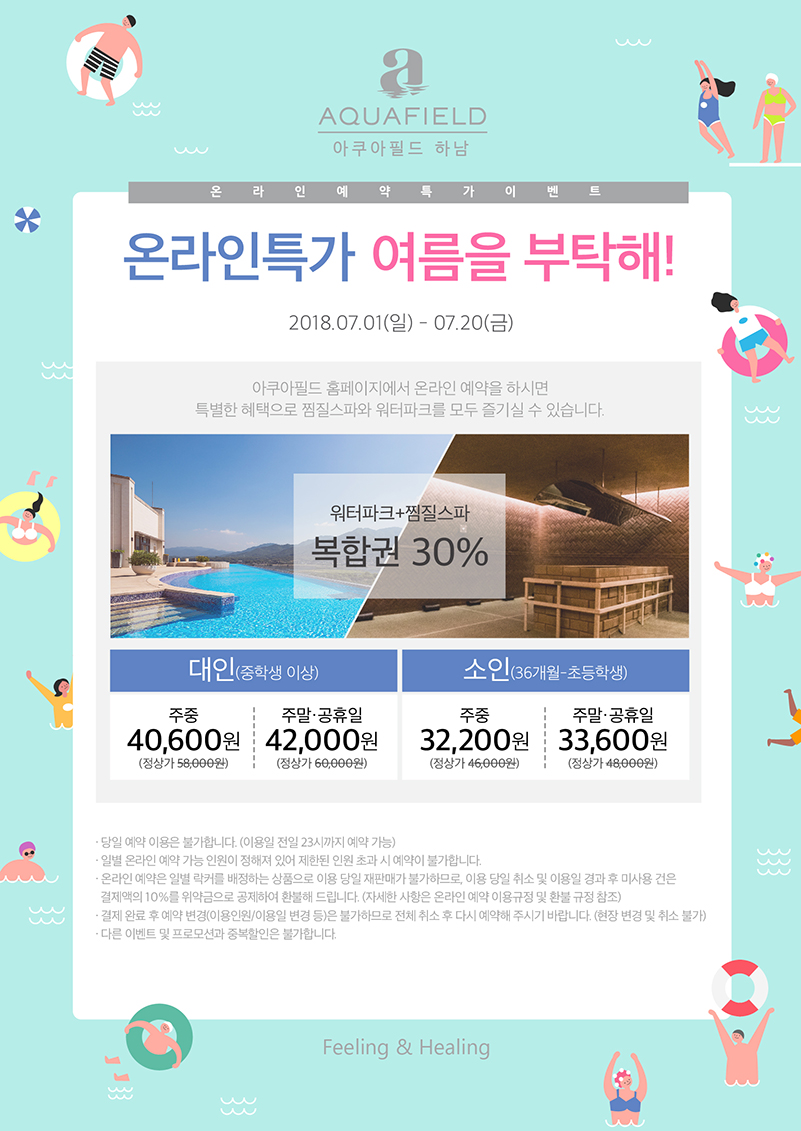 a
AQUAFIELD
아쿠아필드 하남
온라인예약특가이벤트
온라인특가 여름을 부탁해!
2018.07.01(일) - 07.20(금)
아쿠아필드 홈페이지에서 온라인 예약을 하시면
특별한 혜택으로 찜질스파와 워터파크를 모두 즐기실 수 있습니다.
워터파크+찜질스파
복합권 30%
대인(중학생 이상) 소인(36개월-초등학생)
주중 주말·공휴일 주중 주말·공휴일
40,600원 42,000원 32,200원 33,600원
(정상가 58,000원) (정상가 60,000원) (정상가 46,000원) (정상가 48,000원)
· 당일 예약 이용은 불가합니다. (이용일 전일 23시까지 예약 가능)
· 일별 온라인 예약 가능 인원이 정해져 있어 제한된 인원 초과 시 예약이 불가합니다.
· 온라인 예약은 일별 락커를 배정하는 상품으로 이용 당일 재판매가 불가하므로, 이용 당일 취소 및 이용일 경과 후 미사용 건은
결제액의 10%를 위약금으로 공제하여 환불해 드립니다. (자세한 사항은 온라인 예약 이용규정 및 환불 규정 참조)
· 결제 완료 후 예약 변경(이용인원/이용일 변경 등)은 불가하므로 전체 취소 후 다시 예약해 주시기 바랍니다. (현장 변경 및 취소 불가)
· 다른 이벤트 및 프로모션과 중복할인은 불가합니다.
Feeling & Healing